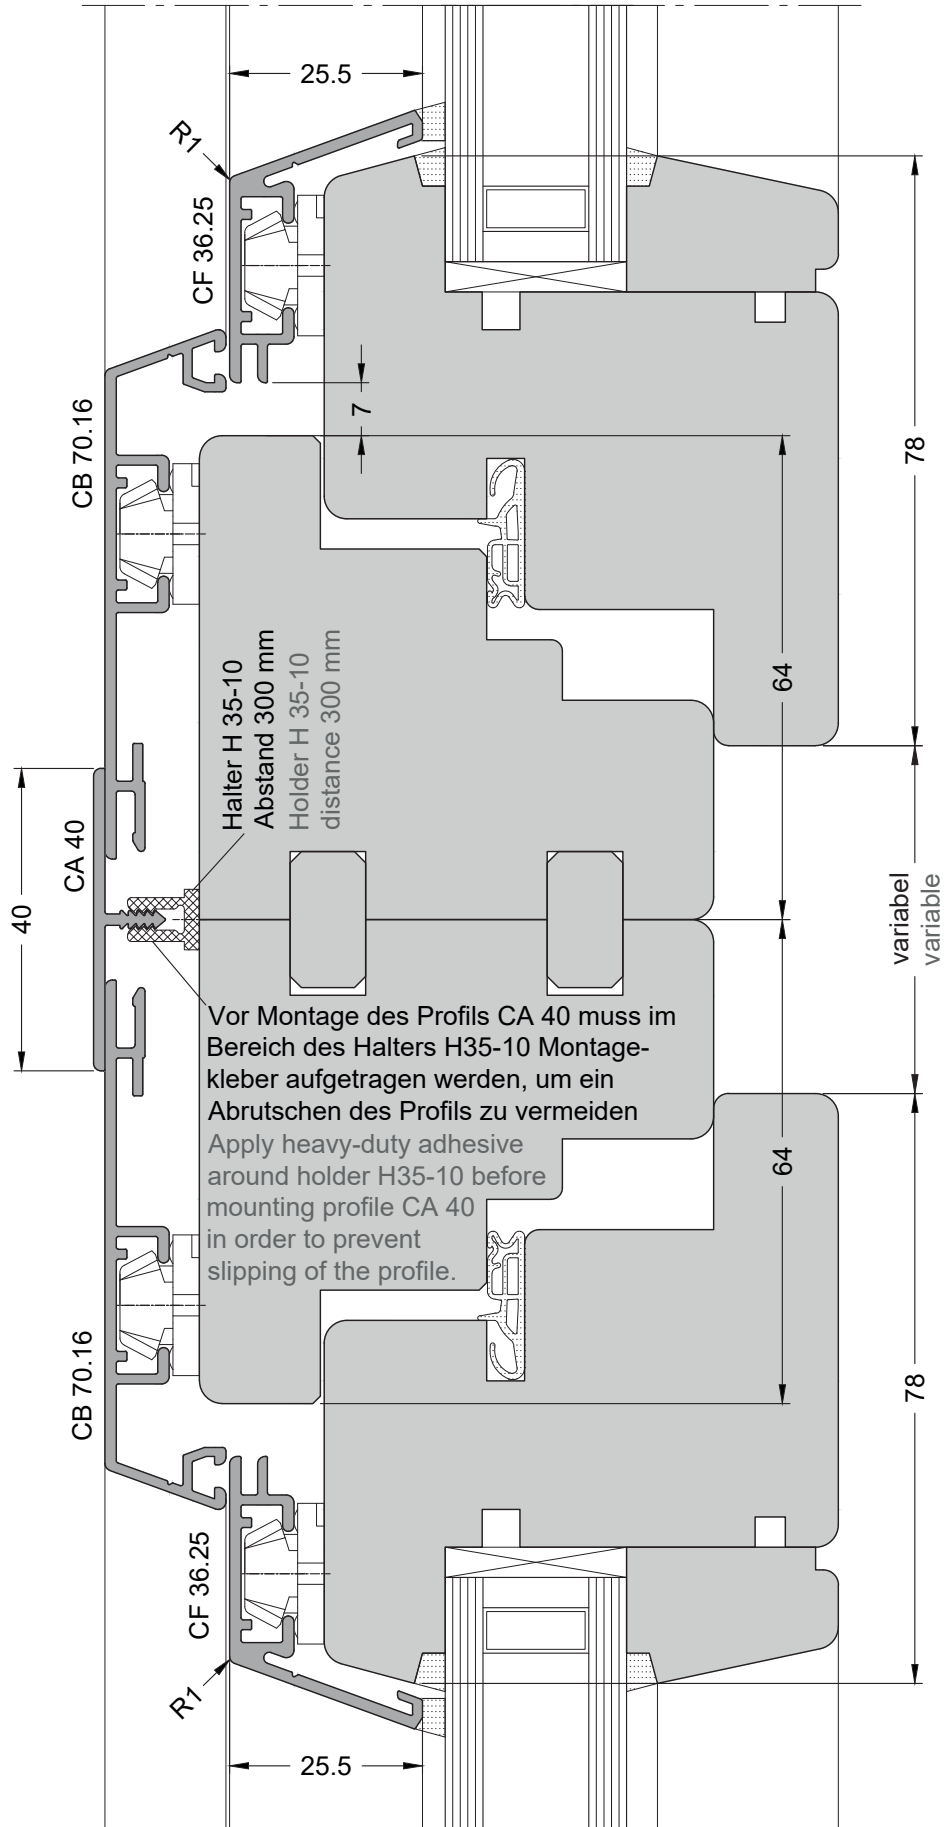 25.5
R1
CF 36.25
7
CB 70.16
78
64
Halter H 35-10
Abstand 300 mm
Holder H 35-10
distance 300 mm
CA 40
40
variabel
variable
Vor Montage des Profils CA 40 muss im
Bereich des Halters H35-10 Montage-
kleber aufgetragen werden, um ein
Abrutschen des Profils zu vermeiden
Apply heavy-duty adhesive
around holder H35-10 before
mounting profile CA 40
in order to prevent
slipping of the profile.
64
CB 70.16
78
CF 36.25
R1
25.5